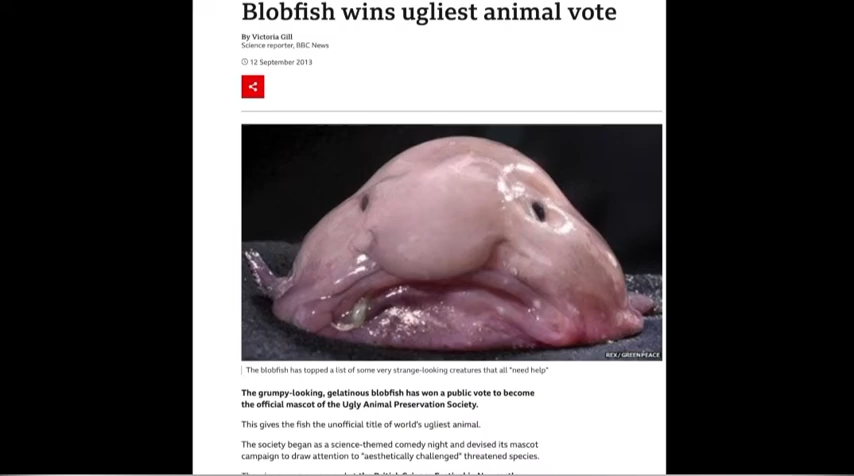 Blobfish wins ugliest animal vote
By Victoria Gill
Science reporter, BBC News
12 September 2013
REX/GREENPEACE
The blobfish has topped a list of some very strange-looking creatures that all "need help"
The grumpy-looking, gelatinous blobfish has won a public vote to become
the official mascot of the Ugly Animal Preservation Society.
This gives the fish the unofficial title of world's ugliest animal.
The society began as a science-themed comedy night and devised its mascot
campaign to draw attention to "aesthetically challenged" threatened species.